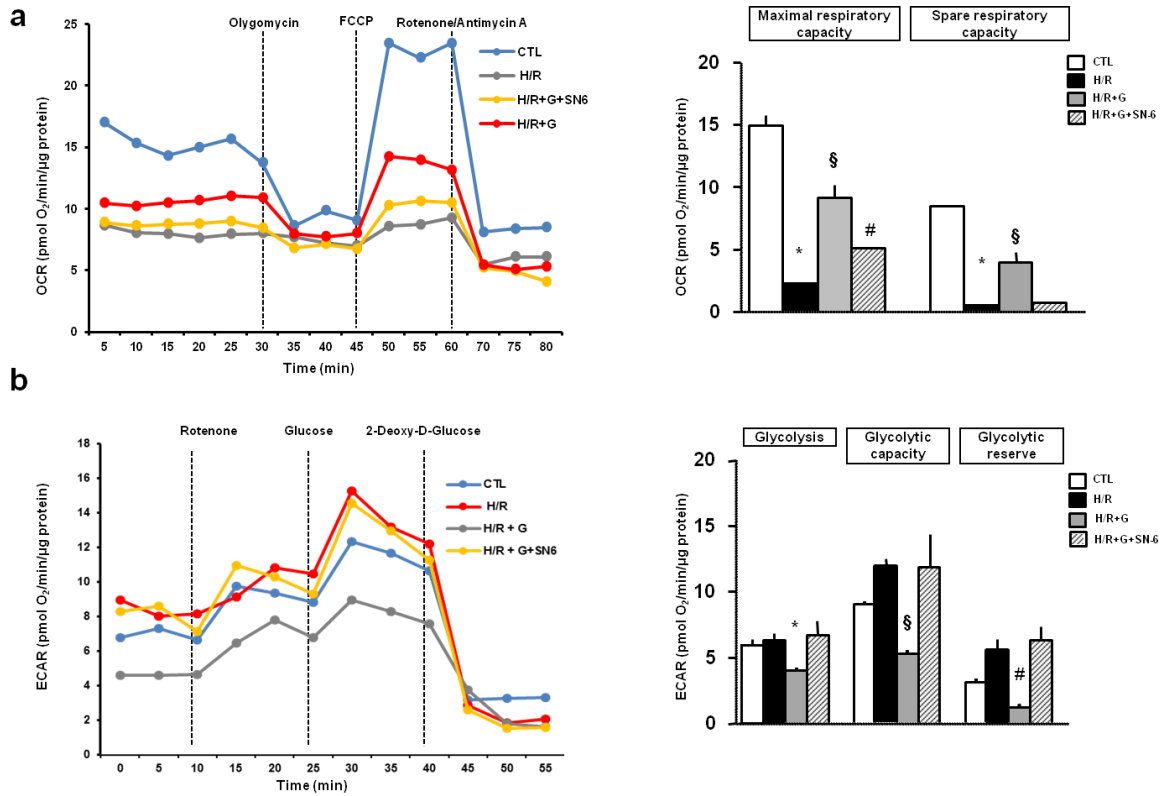 a
Olygomycin
FCCP
Rotenone/Antimycin A
25
20
15
10
5
0
OCR (pmol O2/min/µg protein)
CTL
H/R
H/R+G+SN6
H/R+G
5 10 15 20 25 30 35 40 45 50 55 60 70 75 80
Time (min)
Maximal respiratory
capacity
Spare respiratory
capacity
20
15
10
5
0
OCR (pmol O2/min/µg protein)
CTL
H/R
H/R+G
H/R+G+SN-6
*
§
#
*
§
b
Rotenone
Glucose
2-Deoxy-D-Glucose
18
16
14
12
10
8
6
4
2
0
ECAR (pmol O2/min/µg protein)
CTL
H/R
H/R + G
H/R + G+SN6
0 5 10 15 20 25 30 35 40 45 50 55
Time (min)
Glycolysis
Glycolytic
capacity
Glycolytic
reserve
20
15
10
5
0
ECAR (pmol O2/min/µg protein)
CTL
H/R
H/R+G
H/R+G+SN-6
*
§
#